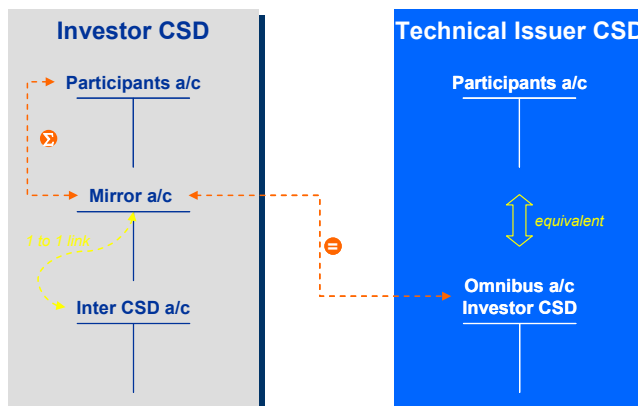 Investor CSD
Technical Issuer CSD
Participants a/c
Participants a/c
Σ
Mirror a/c
equivalent
1 to 1 link
=
Inter CSD a/c
Omnibus a/c
Investor CSD